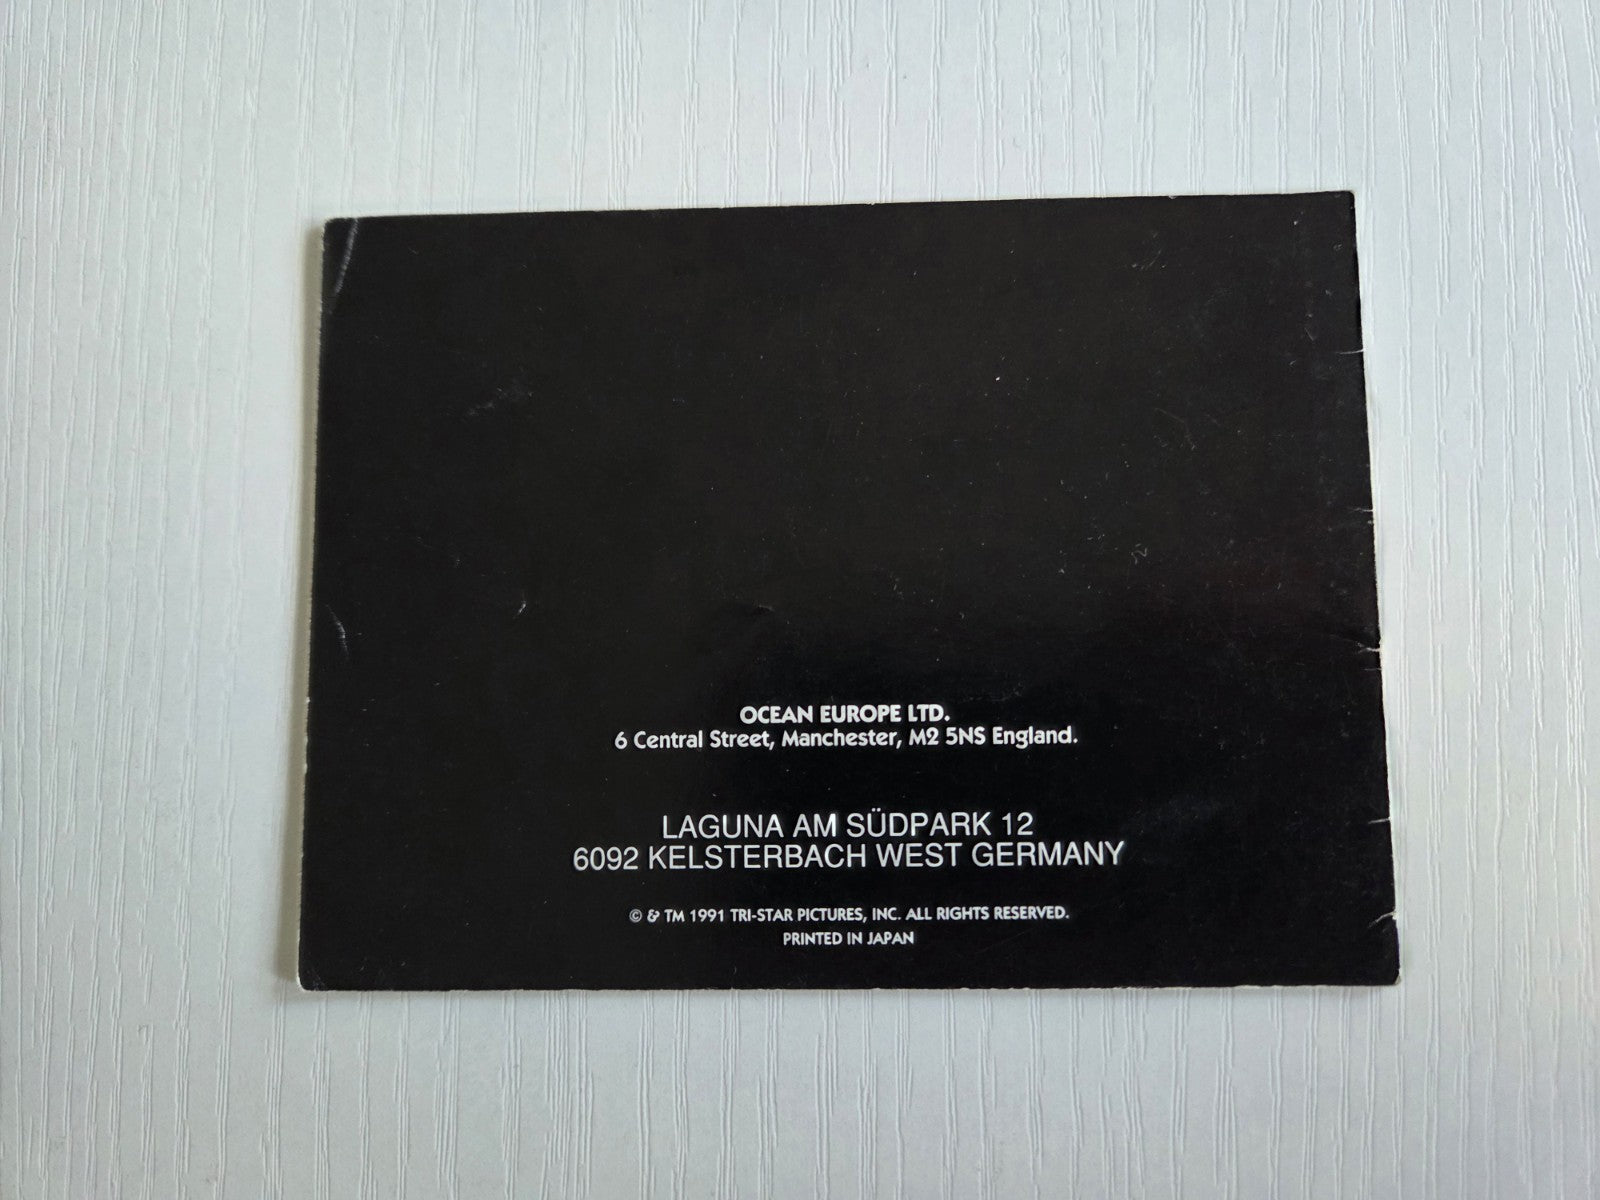 OCEAN EUROPE LTD.
6 Central Street, Manchester, M2 5NS England.
LAGUNA AM SÜDPARK 12
6092 KELSTERBACH WEST GERMANY
© & TM 1991 TRI-STAR PICTURES, INC. ALL RIGHTS RESERVED.
PRINTED IN JAPAN